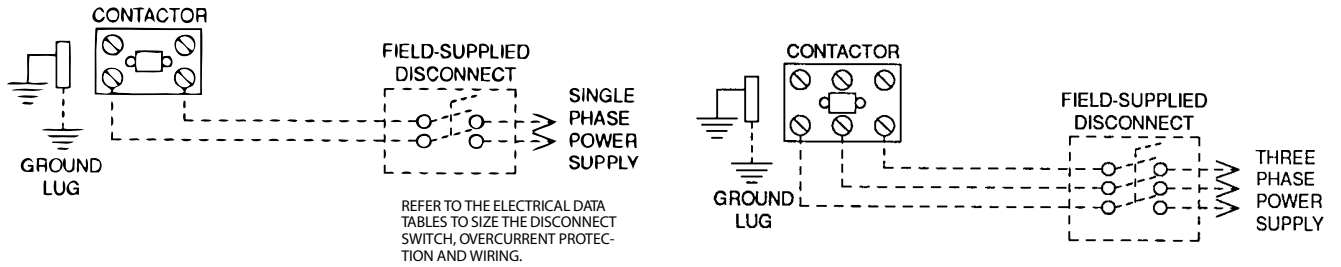 CONTACTOR
FIELD-SUPPLIED
DISCONNECT
SINGLE
PHASE
POWER
SUPPLY
GROUND
LUG
REFER TO THE ELECTRICAL DATA
TABLES TO SIZE THE DISCONNECT
SWITCH, OVERCURRENT PROTEC-
TION AND WIRING.
CONTACTOR
FIELD-SUPPLIED
DISCONNECT
THREE
PHASE
POWER
SUPPLY
GROUND
LUG